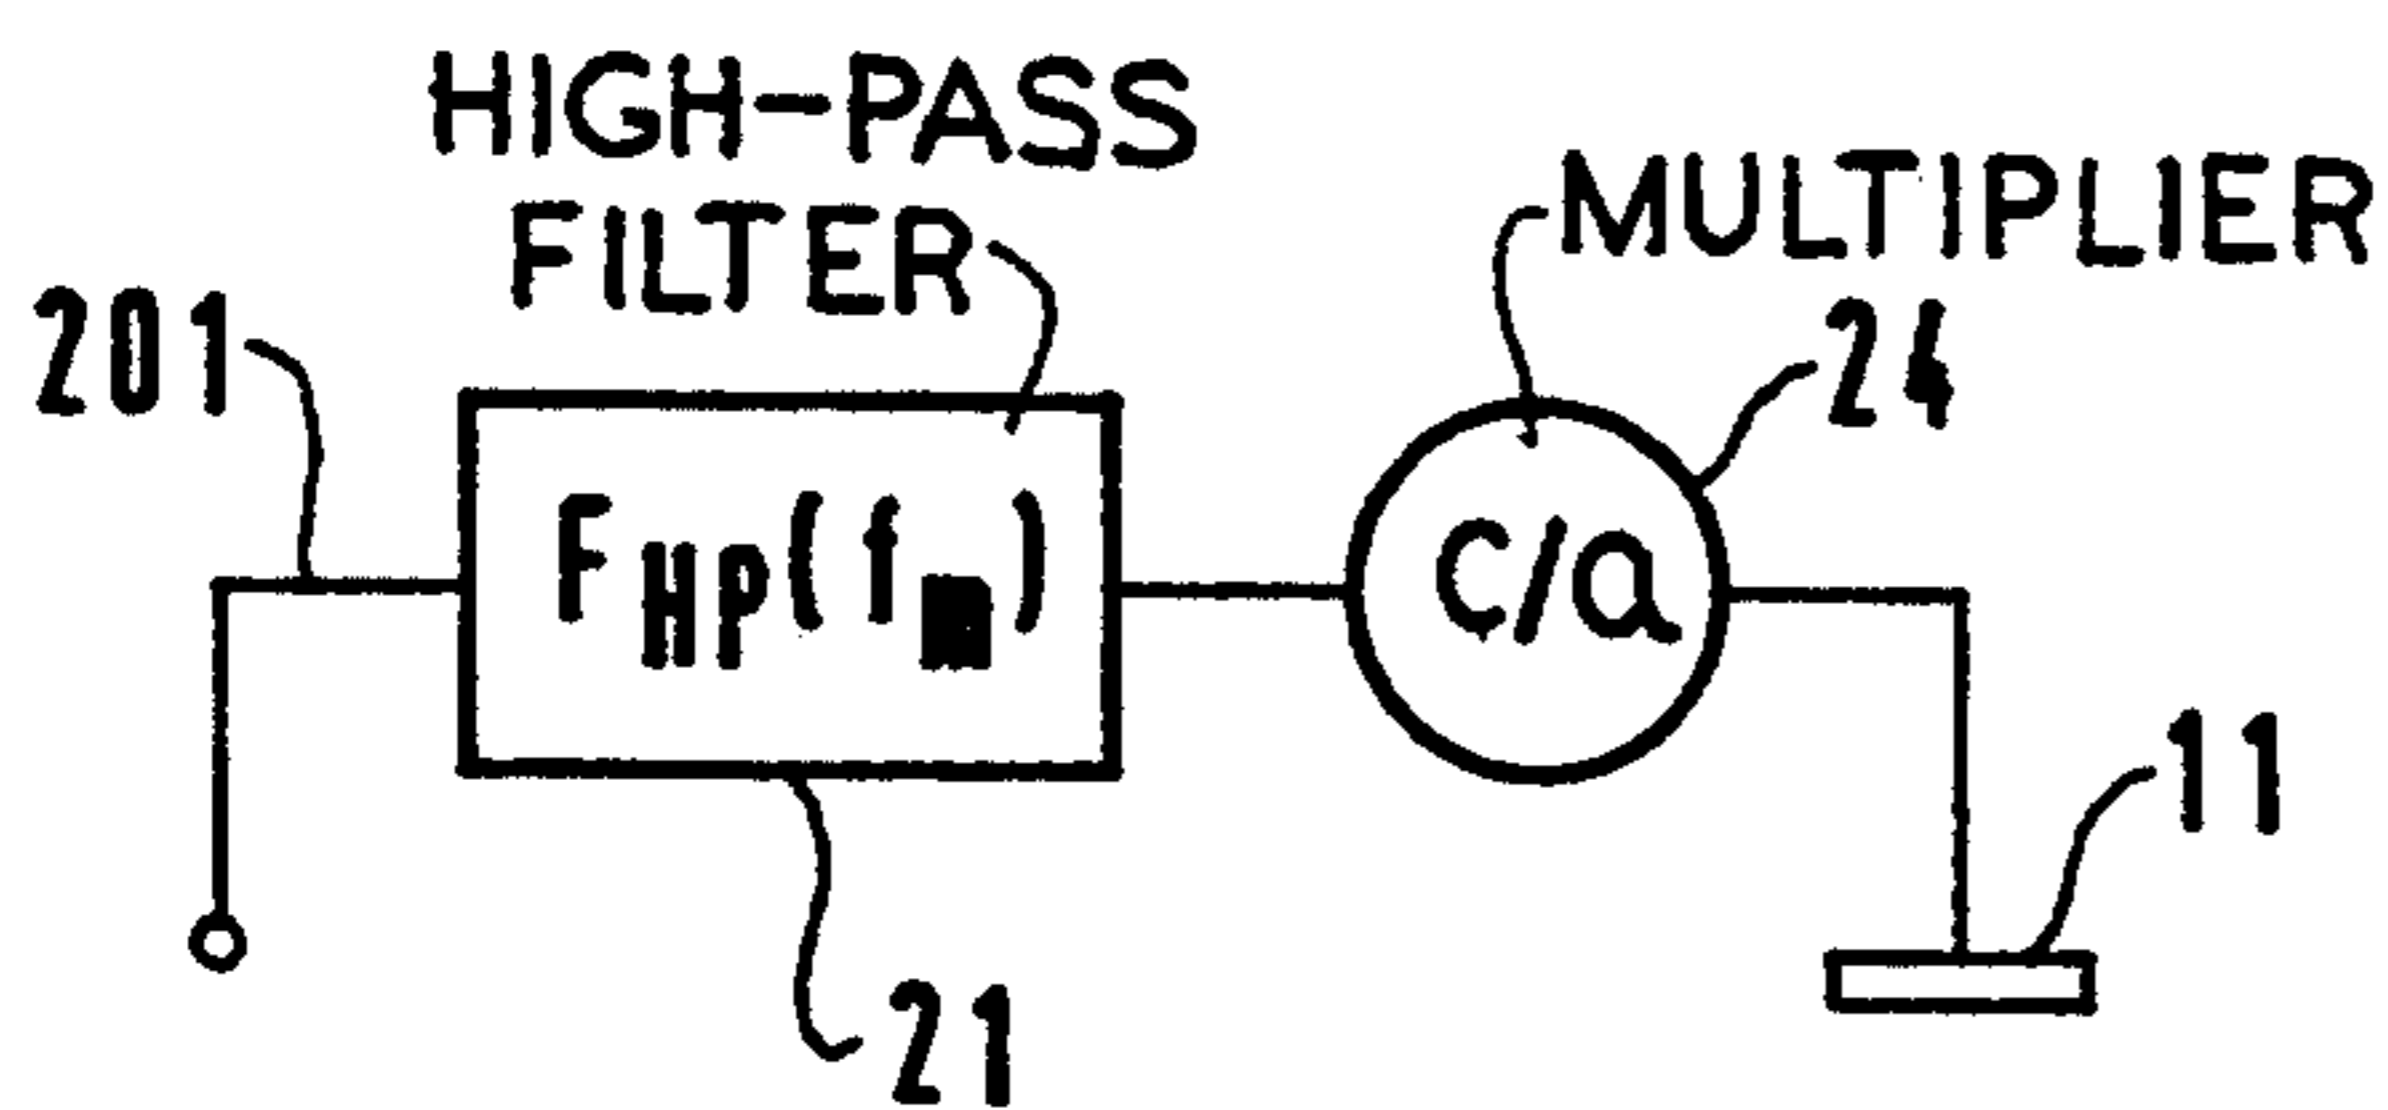 HIGH-PASS
FILTER
MULTIPLIER
201
24
FHP(f )
C/a
11
21